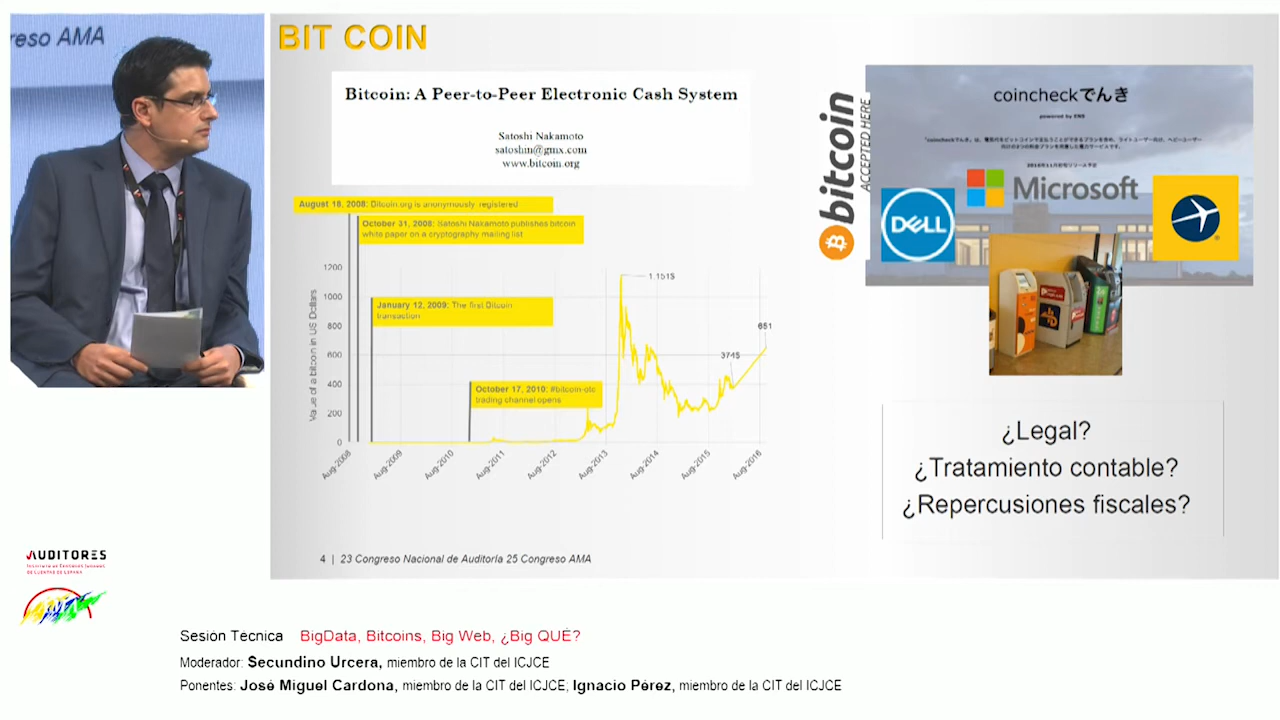 reso AMA
BIT COIN
Bitcoin: A Peer-to-Peer Electronic Cash System
Satoshi Nakamoto
satoshin@gmx.com
www.bitcoin.org
August 18, 2008: Bitcoin.org is anonymously registered
October 31, 2008: Satoshi Nakamoto publishes bitcoin
white paper on a cryptography mailing list
January 12, 2009: The first Bitcoin
transaction
October 17, 2010: #bitcoin-otc
trading channel opens
Value of a bitcoin in US Dollars
1200
1000
800
600
400
200
0
1.151$
374$
651
Aug-2008
Aug-2009
Aug-2010
Aug-2011
Aug-2012
Aug-2013
Aug-2014
Aug-2015
Aug-2016
4 | 23 Congreso Nacional de Auditoría 25 Congreso AMA
bitcoin
ACCEPTED HERE
coincheckでんき
powered by ENS
DELL
Microsoft
¿Legal?
¿Tratamiento contable?
¿Repercusiones fiscales?
AUDITORES
Sesión Técnica BigData, Bitcoins, Big Web, ¿Big QUÉ?
Moderador: Secundino Urcera, miembro de la CIT del ICJCE
Ponentes: José Miguel Cardona, miembro de la CIT del ICJCE; Ignacio Pérez, miembro de la CIT del ICJCE